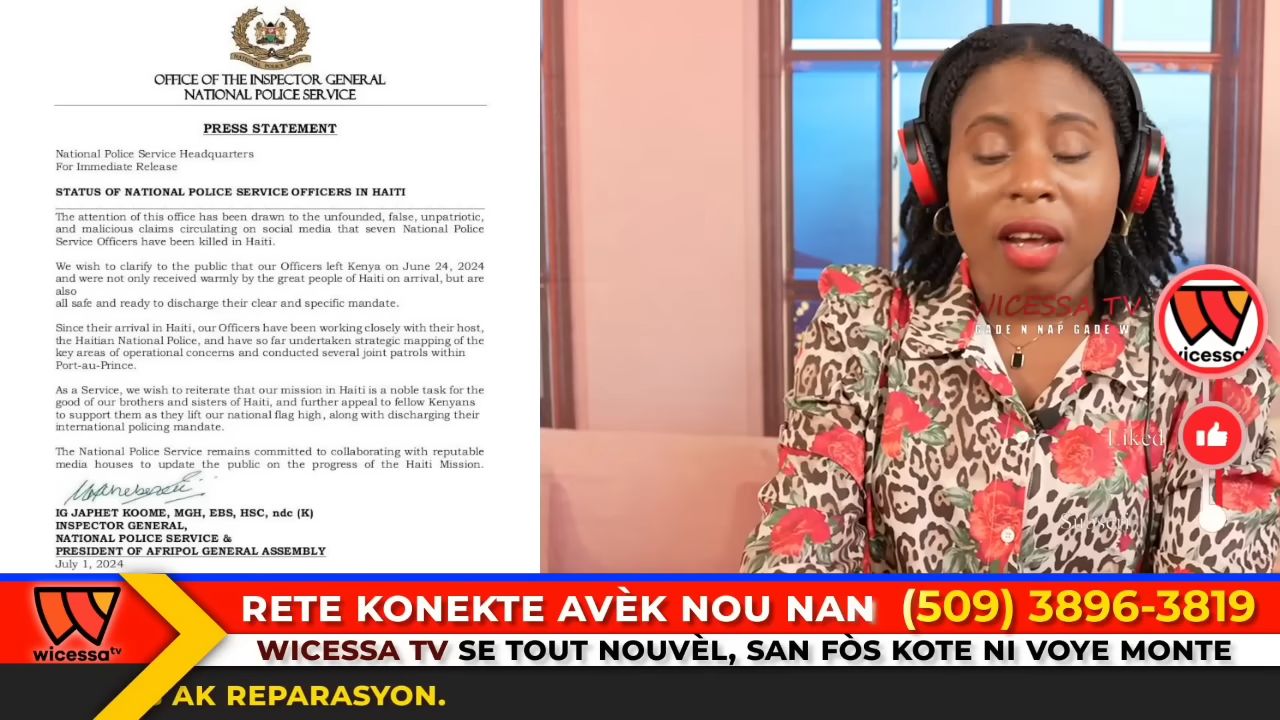 NATIONAL POLICE SERVICE
OFFICE OF THE INSPECTOR GENERAL
NATIONAL POLICE SERVICE
PRESS STATEMENT
National Police Service Headquarters
For Immediate Release
STATUS OF NATIONAL POLICE SERVICE OFFICERS IN HAITI
The attention of this office has been drawn to the unfounded, false, unpatriotic,
and malicious claims circulating on social media that seven National Police
Service Officers have been killed in Haiti.
We wish to clarify to the public that our Officers left Kenya on June 24, 2024
and were not only received warmly by the great people of Haiti on arrival, but are
also
all safe and ready to discharge their clear and specific mandate.
Since their arrival in Haiti, our Officers have been working closely with their host,
the Haitian National Police, and have so far undertaken strategic mapping of the
key areas of operational concerns and conducted several joint patrols within
Port-au-Prince.
As a Service, we wish to reiterate that our mission in Haiti is a noble task for the
good of our brothers and sisters of Haiti, and further appeal to fellow Kenyans
to support them as they lift our national flag high, along with discharging their
international policing mandate.
The National Police Service remains committed to collaborating with reputable
media houses to update the public on the progress of the Haiti Mission.
IG JAPHET KOOME, MGH, EBS, HSC, ndc (K)
INSPECTOR GENERAL,
NATIONAL POLICE SERVICE &
PRESIDENT OF AFRIPOL GENERAL ASSEMBLY
July 1, 2024
WICESSA TV
GADE N NAP GADE W
wicessa
Liked
RETE KONEKTE AVÈK NOU NAN (509) 3896-3819
wicessa tv
WICESSA TV SE TOUT NOUVÈL, SAN FÒS KOTE NI VOYE MONTE
AK REPARASYON.